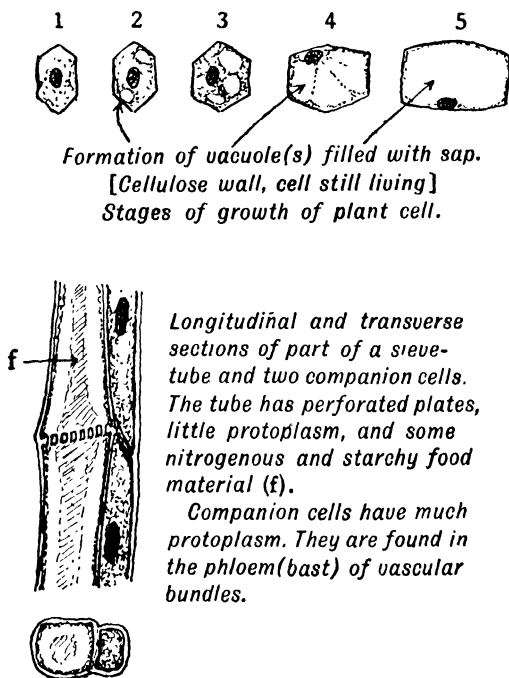 1 2 3 4 5
Formation of vacuole(s) filled with sap.
[Cellulose wall, cell still living]
Stages of growth of plant cell.
f
Longitudinal and transverse
sections of part of a sieve-
tube and two companion cells.
The tube has perforated plates,
little protoplasm, and some
nitrogenous and starchy food
material (f).
Companion cells have much
protoplasm. They are found in
the phloem(bast) of vascular
bundles.